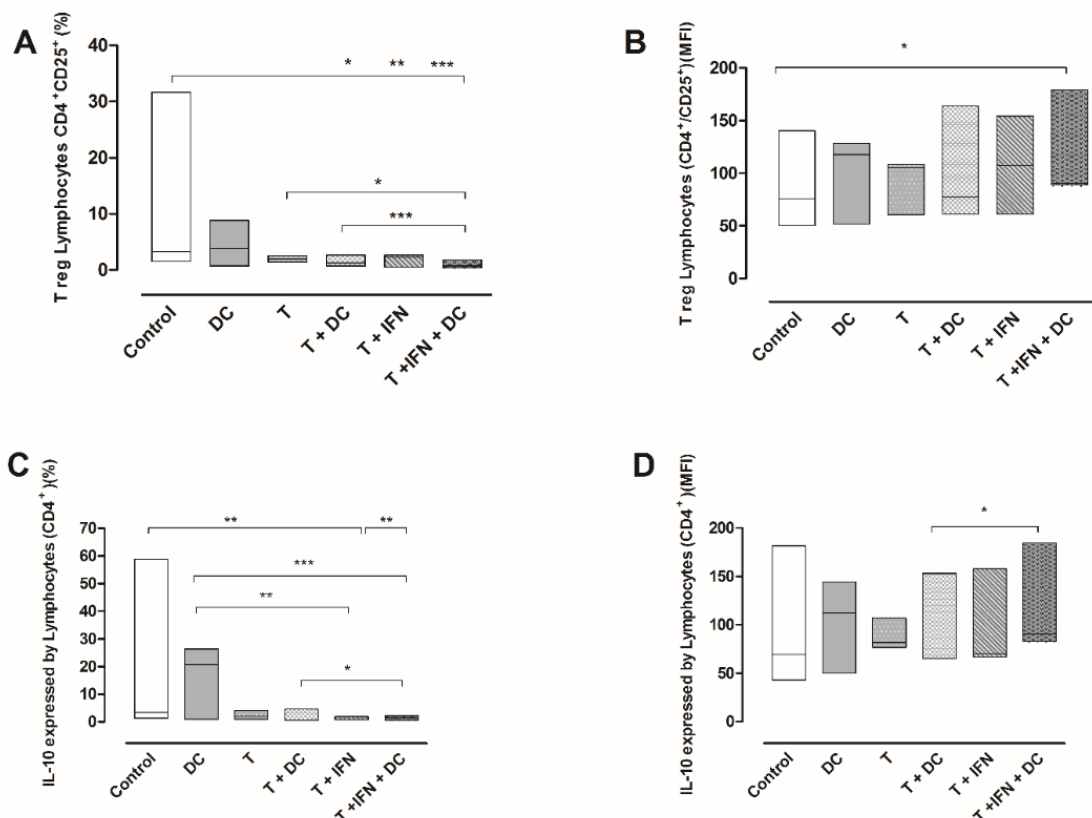 A
T reg Lymphocytes CD4⁺CD25⁺ (%)
40
30
20
10
0
* ** ***
*
***
Control
DC
T
T + DC
T + IFN
T +IFN + DC
B
T reg Lymphocytes (CD4⁺/CD25⁺)(MFI)
200
150
100
50
0
*
Control
DC
T
T + DC
T + IFN
T +IFN + DC
C
IL-10 expressed by Lymphocytes (CD4⁺)(%)
70
60
50
40
30
20
10
0
** **
***
**
*
Control
DC
T
T + DC
T + IFN
T +IFN + DC
D
IL-10 expressed by Lymphocytes (CD4⁺)(MFI)
200
150
100
50
0
*
Control
DC
T
T + DC
T + IFN
T +IFN + DC